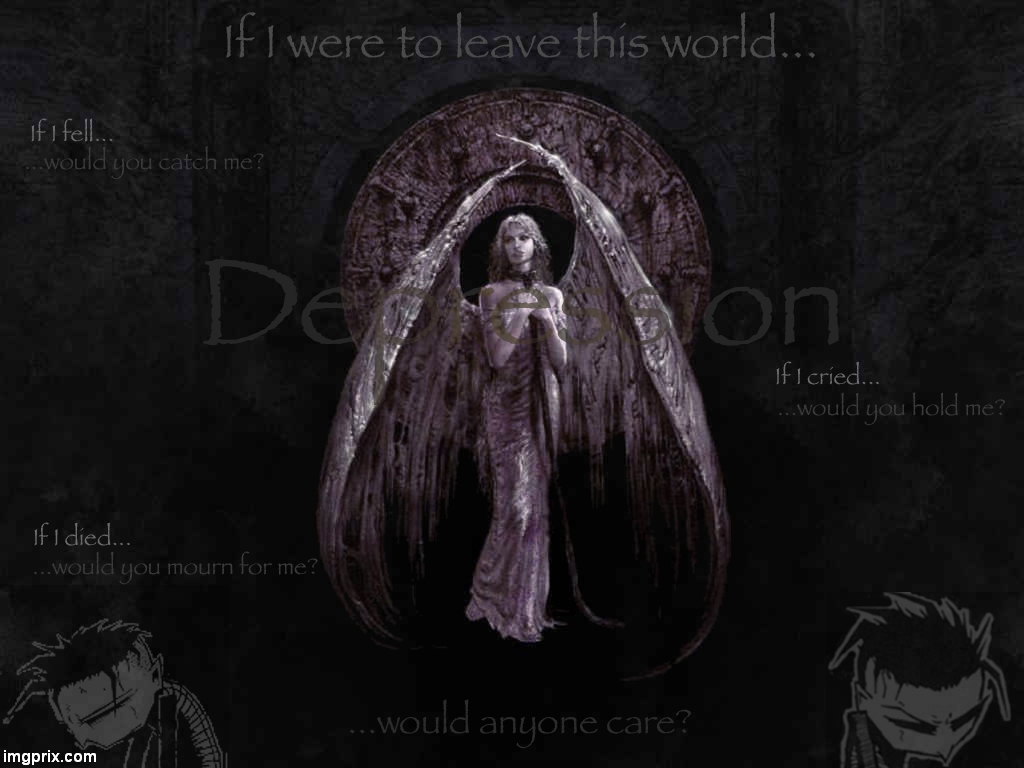 If I were to leave this world...
If I fell...
...would you catch me?
Depression
If I cried...
...would you hold me?
If I died...
...would you mourn for me?
...would anyone care?
imgprix.com